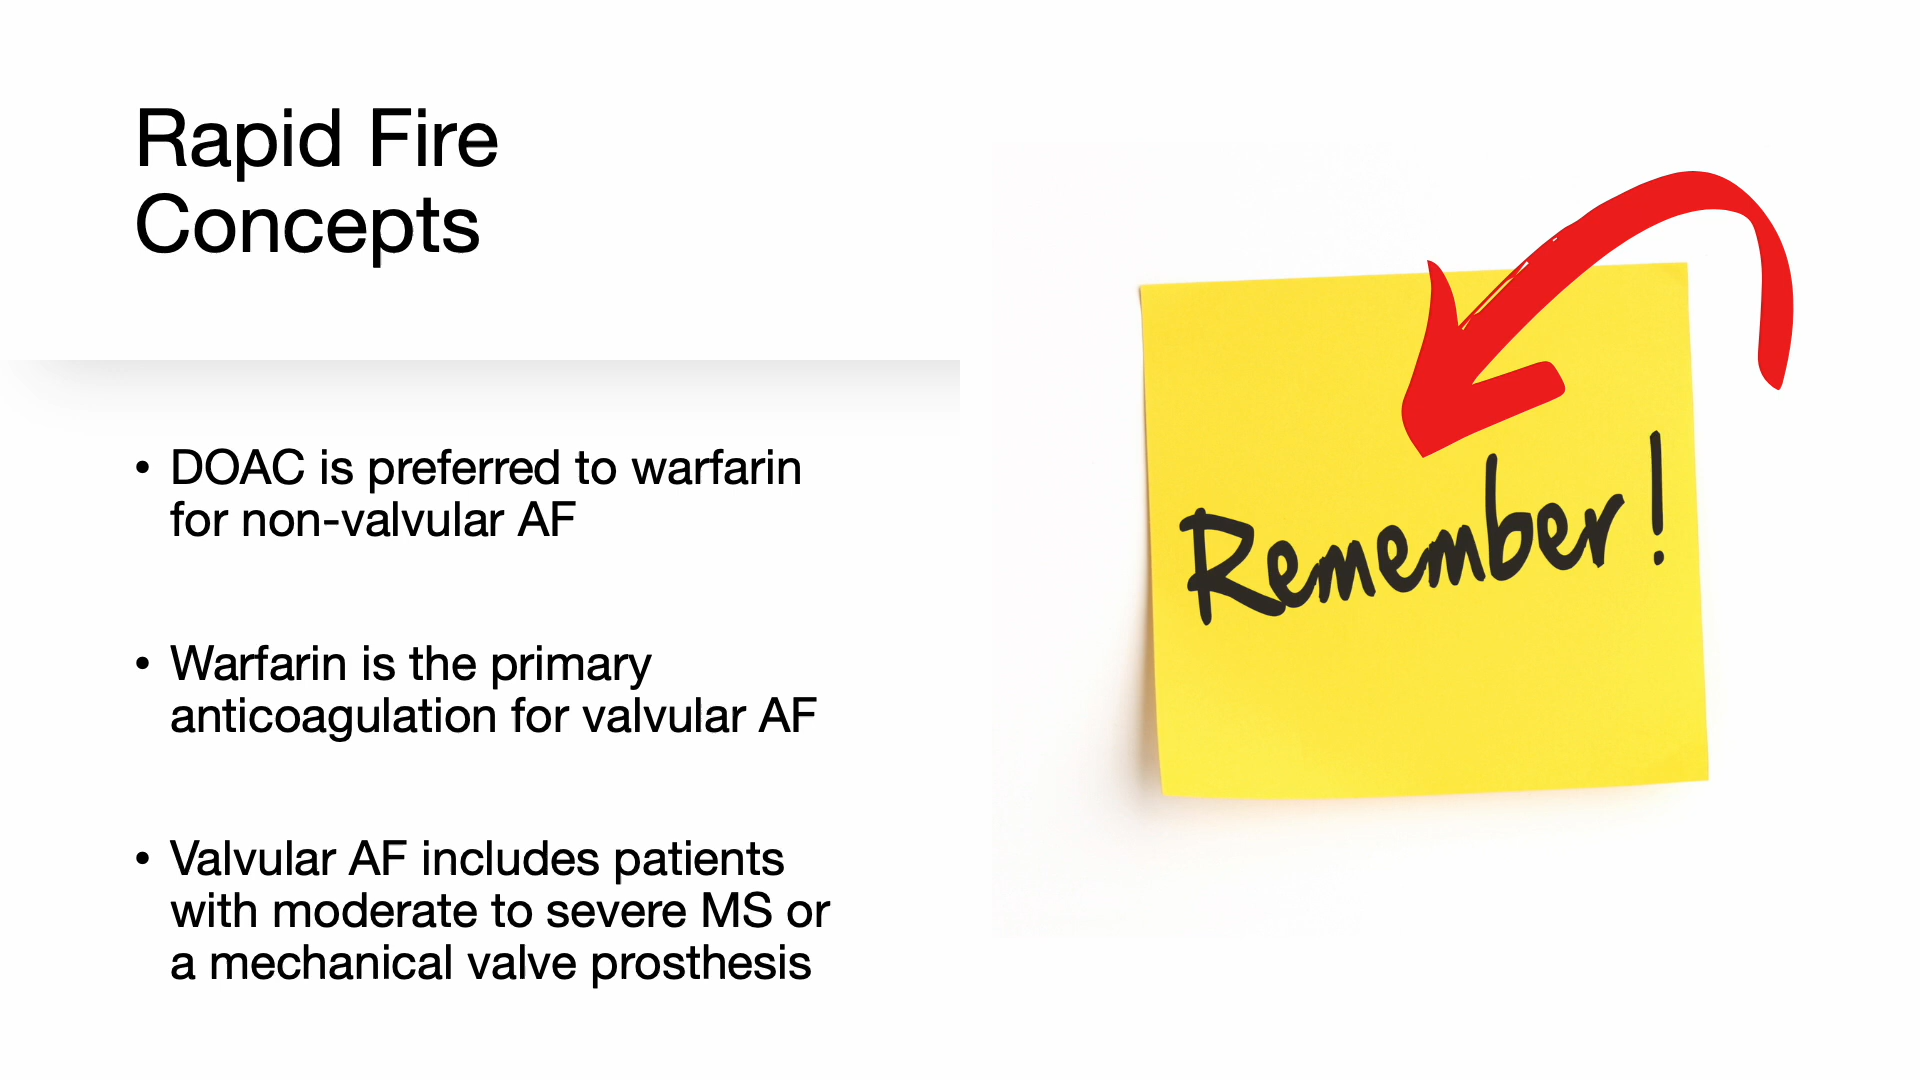 Rapid Fire
Concepts
• DOAC is preferred to warfarin
for non-valvular AF
• Warfarin is the primary
anticoagulation for valvular AF
• Valvular AF includes patients
with moderate to severe MS or
a mechanical valve prosthesis
Remember!